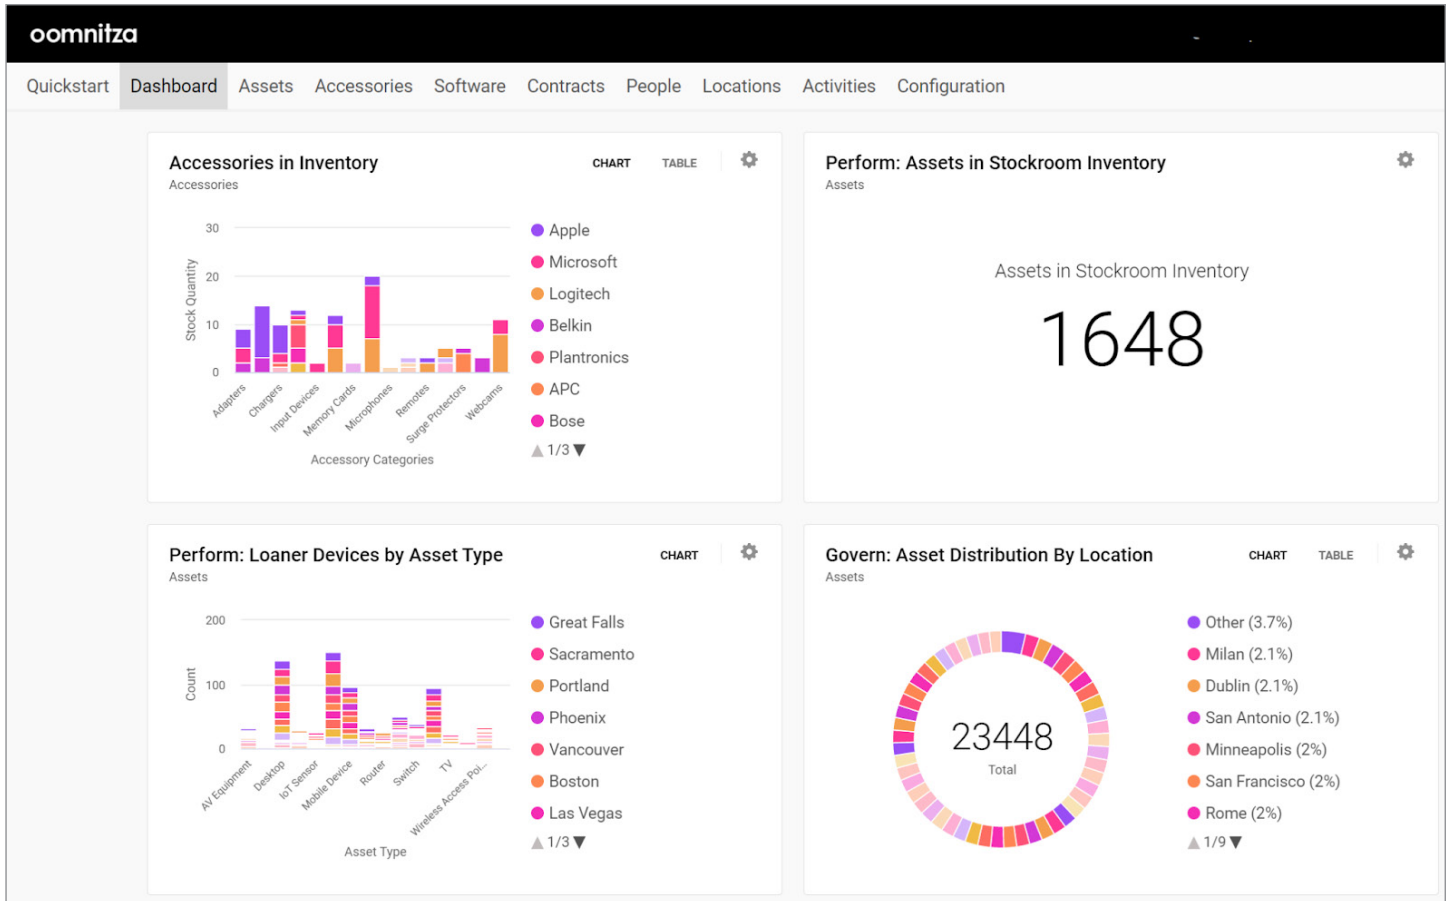 oomnitza
Quickstart Dashboard Assets Accessories Software Contracts People Locations Activities Configuration
Accessories in Inventory
CHART TABLE
Accessories
30
20
10
0
Stock Quantity
Adapters
Chargers
Input Devices
Memory Cards
Microphones
Remotes
Surge Protectors
Webcams
Accessory Categories
Apple
Microsoft
Logitech
Belkin
Plantronics
APC
Bose
1/3
Perform: Assets in Stockroom Inventory
Assets
Assets in Stockroom Inventory
1648
Perform: Loaner Devices by Asset Type
CHART
Assets
200
100
0
Count
AV Equipment
Desktop
IoT Sensor
Mobile Device
Router
Switch
TV
Wireless Access Poi...
Asset Type
Great Falls
Sacramento
Portland
Phoenix
Vancouver
Boston
Las Vegas
1/3
Govern: Asset Distribution By Location
CHART TABLE
Assets
23448
Total
Other (3.7%)
Milan (2.1%)
Dublin (2.1%)
San Antonio (2.1%)
Minneapolis (2%)
San Francisco (2%)
Rome (2%)
1/9